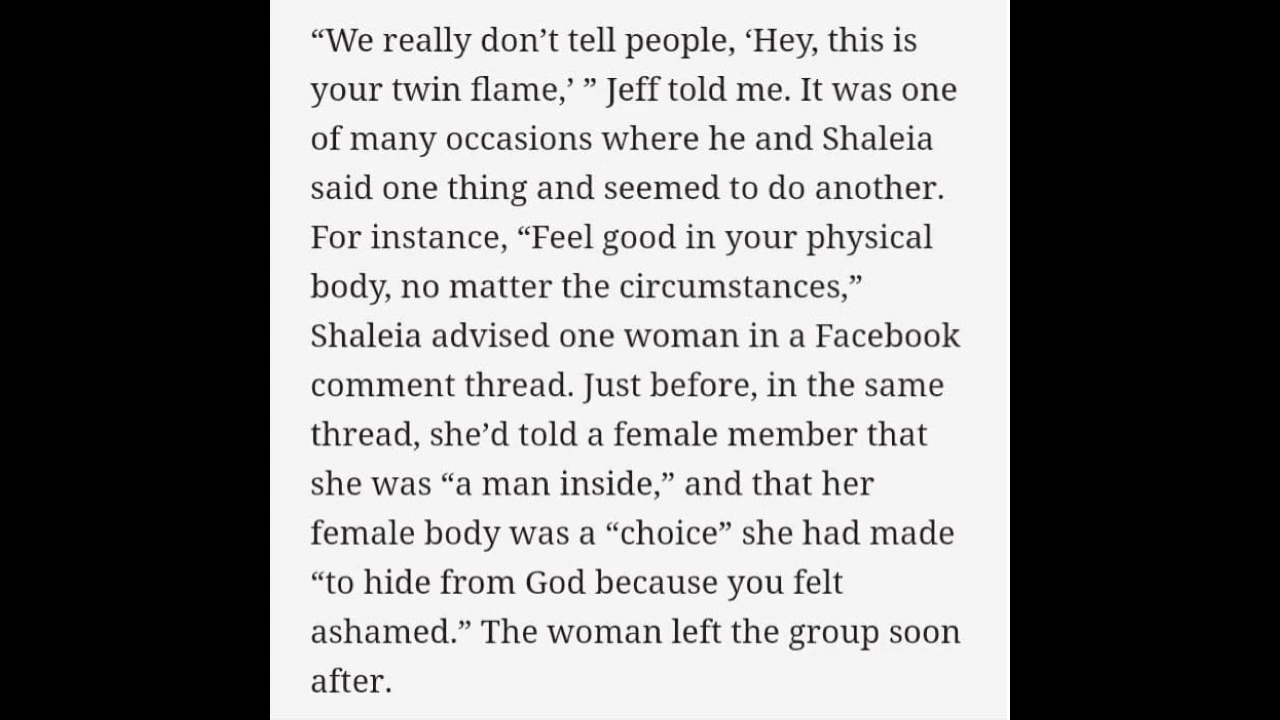 “We really don’t tell people, ‘Hey, this is
your twin flame,’ ” Jeff told me. It was one
of many occasions where he and Shaleia
said one thing and seemed to do another.
For instance, “Feel good in your physical
body, no matter the circumstances,”
Shaleia advised one woman in a Facebook
comment thread. Just before, in the same
thread, she’d told a female member that
she was “a man inside,” and that her
female body was a “choice” she had made
“to hide from God because you felt
ashamed.” The woman left the group soon
after.